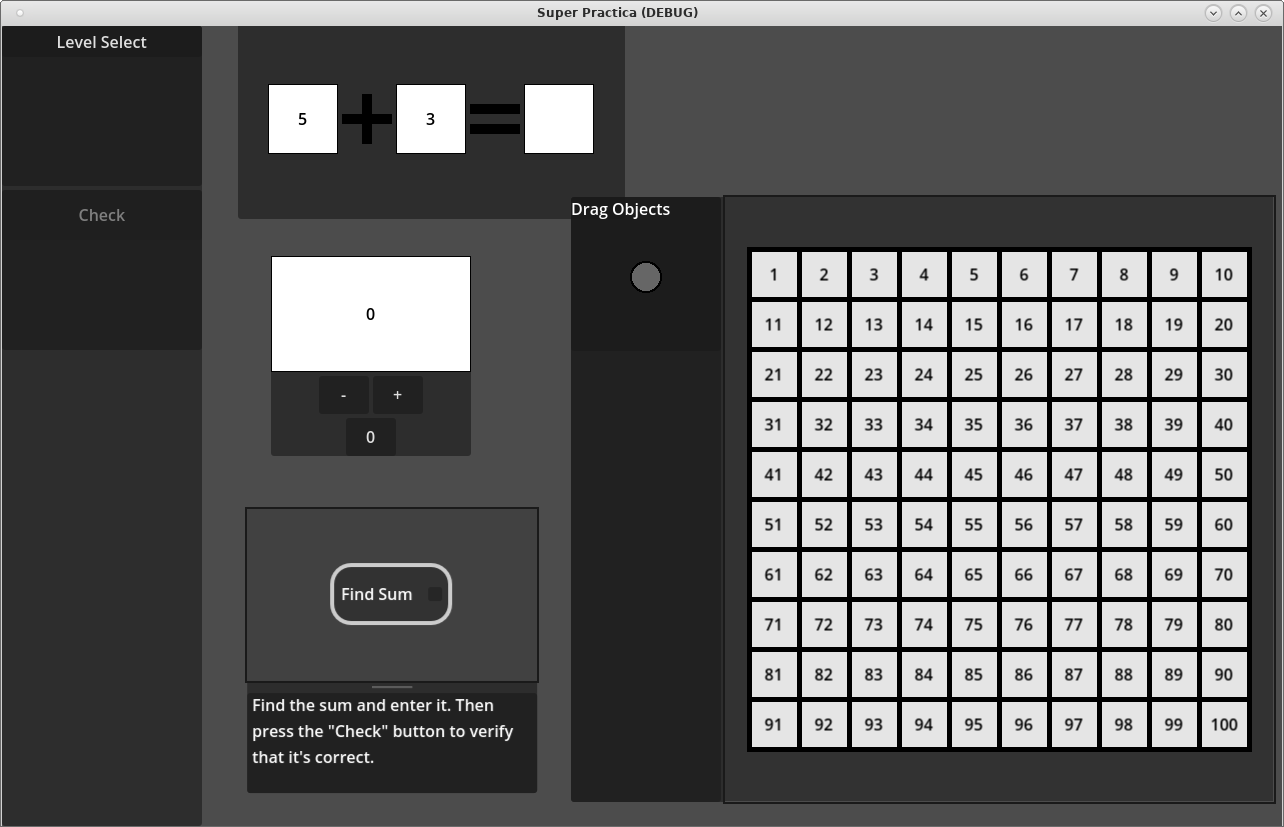 Super Practica (DEBUG)
Level Select
Check
5 + 3 =
0
- +
0
Find Sum
Find the sum and enter it. Then
press the "Check" button to verify
that it's correct.
Drag Objects
1 2 3 4 5 6 7 8 9 10
11 12 13 14 15 16 17 18 19 20
21 22 23 24 25 26 27 28 29 30
31 32 33 34 35 36 37 38 39 40
41 42 43 44 45 46 47 48 49 50
51 52 53 54 55 56 57 58 59 60
61 62 63 64 65 66 67 68 69 70
71 72 73 74 75 76 77 78 79 80
81 82 83 84 85 86 87 88 89 90
91 92 93 94 95 96 97 98 99 100